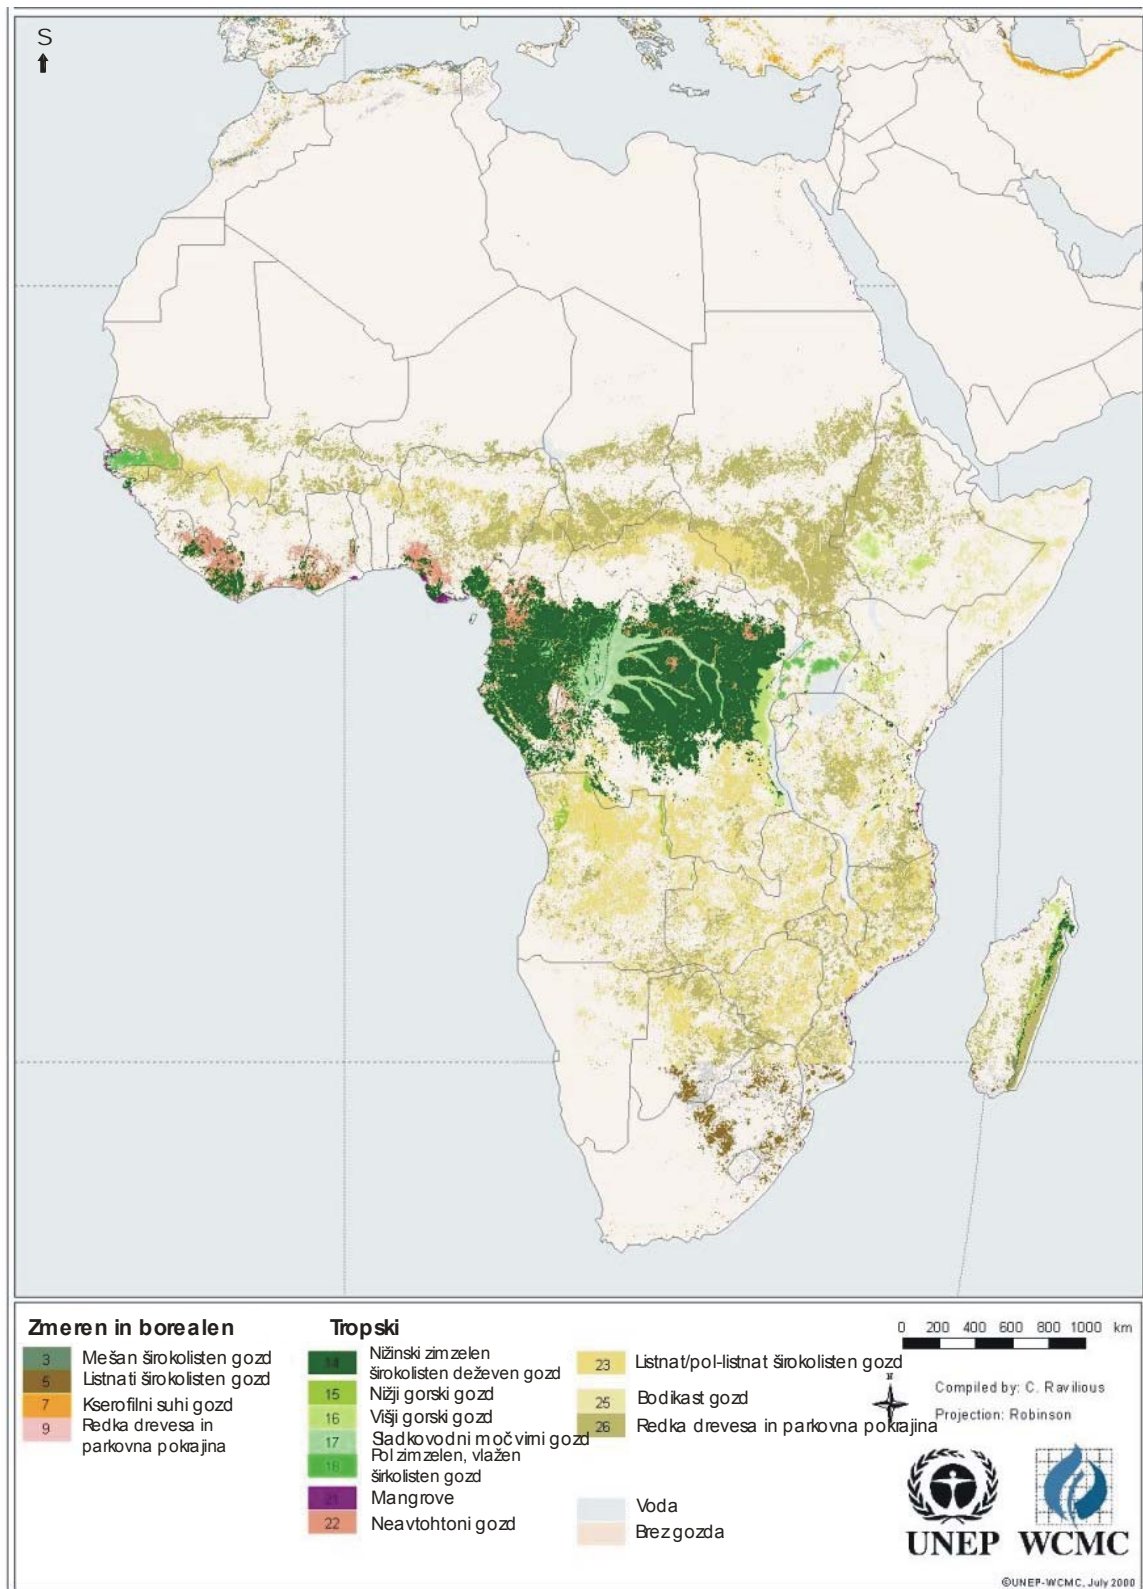 S
Zmeren in borealen
3 Mešan širokolisten gozd
5 Listnati širokolisten gozd
7 Kserofilni suhi gozd
9 Redka drevesa in
parkovna pokrajina
Tropski
14 Nižinski zimzelen
širokolisten deževen gozd
15 Nižji gorski gozd
16 Višji gorski gozd
17 Sladkovodni močvirni gozd
18 Polzimzelen, vlažen
širkolisten gozd
21 Mangrove
22 Neavtohtoni gozd
23 Listnat/pol-listnat širokolisten gozd
25 Bodikast gozd
26 Redka drevesa in parkovna pokrajina
Voda
Brez gozda
0 200 400 600 800 1000 km
N
Compiled by: C. Ravilious
Projection: Robinson
UNEP WCMC
©UNEP-WCMC, July 2000